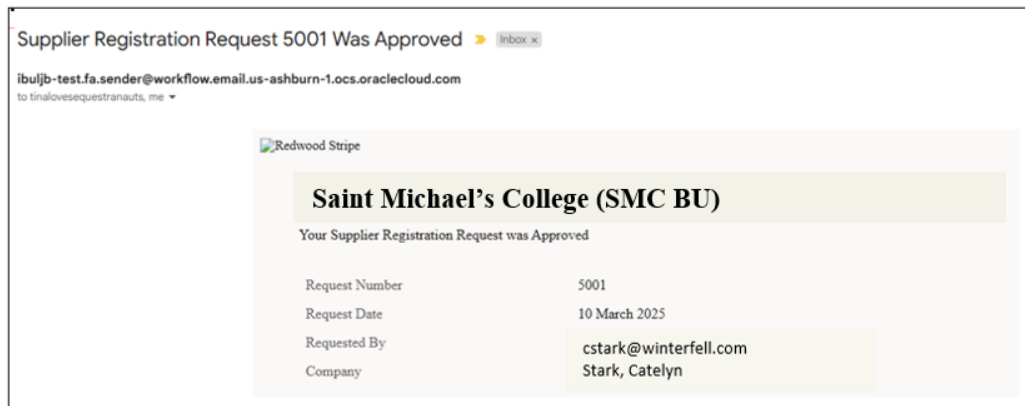 Supplier Registration Request 5001 Was Approved Inbox x
ibuljb-test.fa.sender@workflow.email.us-ashburn-1.ocs.oraclecloud.com
to tinalovesequestranauts, me
Redwood Stripe
Saint Michael's College (SMC BU)
Your Supplier Registration Request was Approved
Request Number 5001
Request Date 10 March 2025
Requested By cstark@winterfell.com
Company Stark, Catelyn